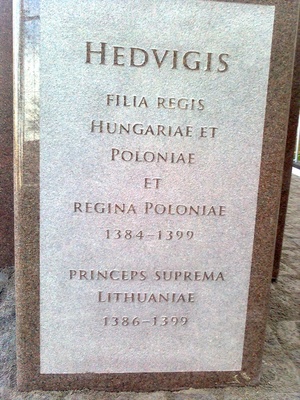 HEDVIGIS
FILIA REGIS
HUNGARIAE ET
POLONIAE
ET
REGINA POLONIAE
1384–1399
PRINCEPS SUPREMA
LITHUANIAE
1386–1399